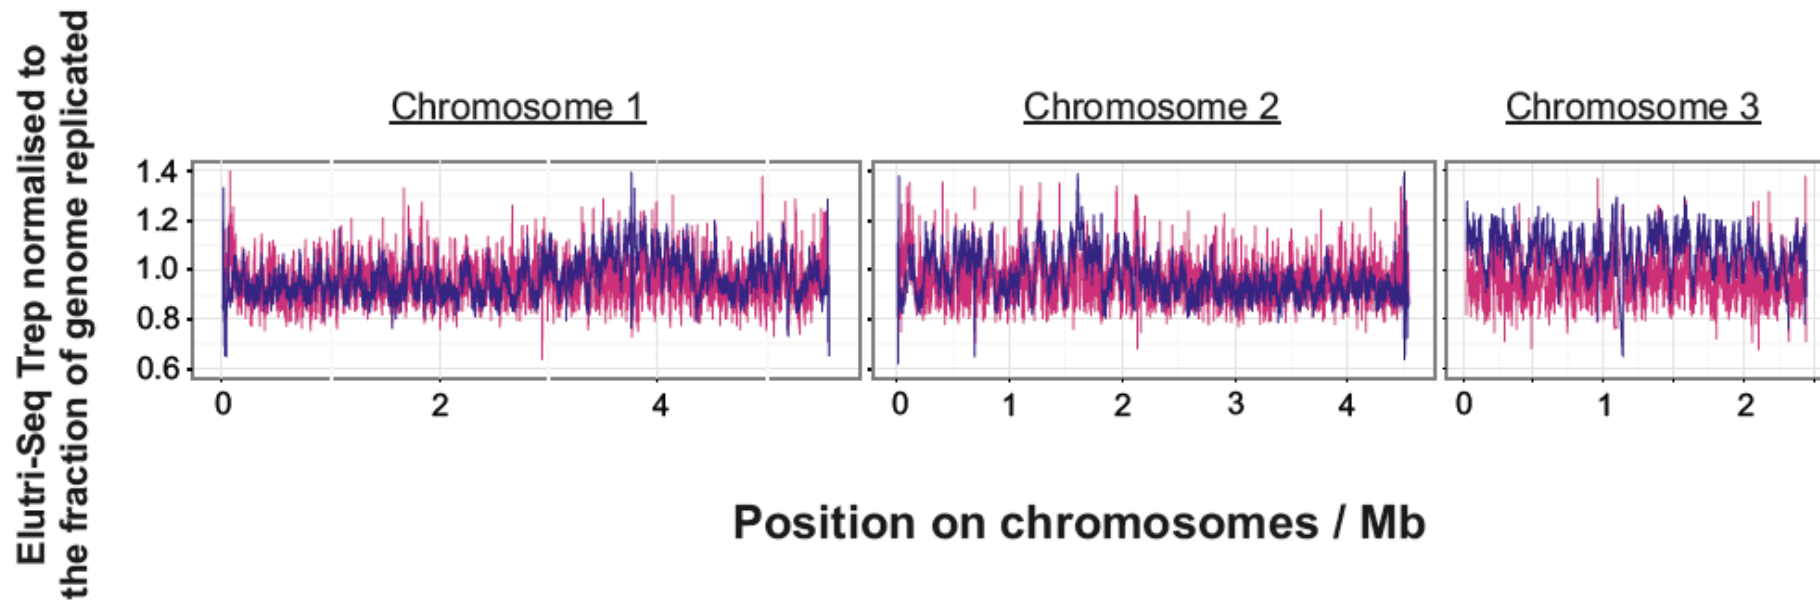 Elutri-Seq Trep normalised to
the fraction of genome replicated
Chromosome 1
Chromosome 2
Chromosome 3
1.4
1.2
1.0
0.8
0.6
0 2 4
0 1 2 3 4
0 1 2
Position on chromosomes / Mb